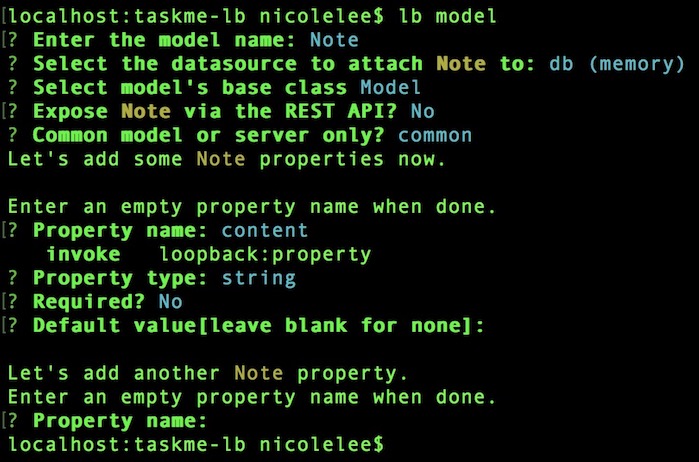 [localhost:taskme-lb nicolelee$ lb model
[? Enter the model name: Note
? Select the datasource to attach Note to: db (memory)
? Select model's base class Model
[? Expose Note via the REST API? No
? Common model or server only? common
Let's add some Note properties now.
Enter an empty property name when done.
[? Property name: content
invoke loopback:property
? Property type: string
[? Required? No
[? Default value[leave blank for none]:
Let's add another Note property.
Enter an empty property name when done.
[? Property name:
localhost:taskme-lb nicolelee$